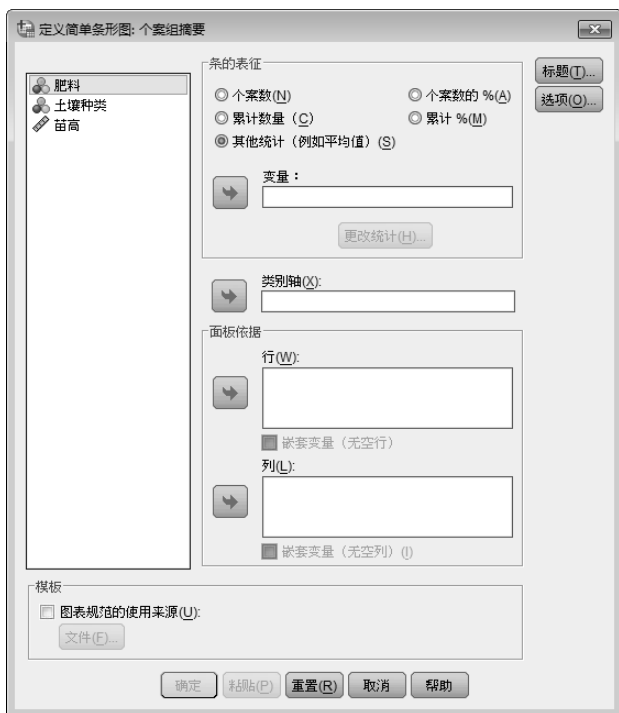 定义简单条形图: 个案组摘要
肥料
土壤种类
苗高
条的表征
个案数(N)
个案数的 %(A)
累计数量（C）
累计 %(M)
其他统计（例如平均值）(S)
变量：
更改统计(H)...
类别轴(X):
面板依据
行(W):
嵌套变量（无空行）
列(L):
嵌套变量（无空列）(I)
标题(T)...
选项(O)...
模板
图表规范的使用来源(U):
文件(F)...
确定
粘贴(P)
重置(R)
取消
帮助